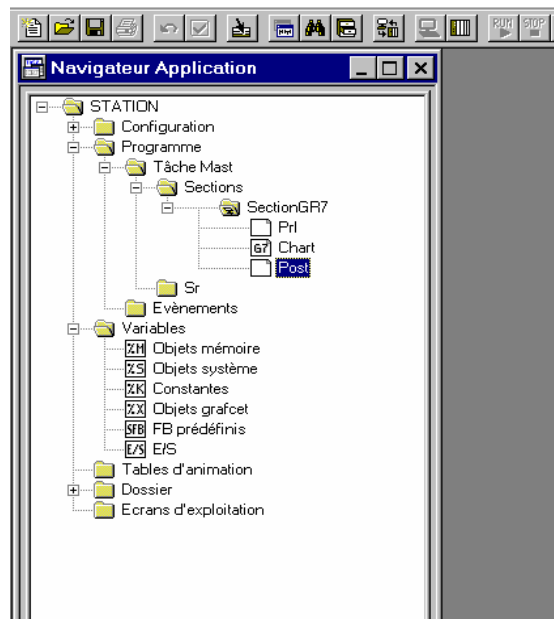 RUN STOP
Navigateur Application
STATION
Configuration
Programme
Tâche Mast
Sections
SectionGR7
Prl
G7 Chart
Post
Sr
Evènements
Variables
%M Objets mémoire
%S Objets système
%K Constantes
%X Objets grafcet
SFB FB prédéfinis
E/S E/S
Tables d'animation
Dossier
Ecrans d'exploitation